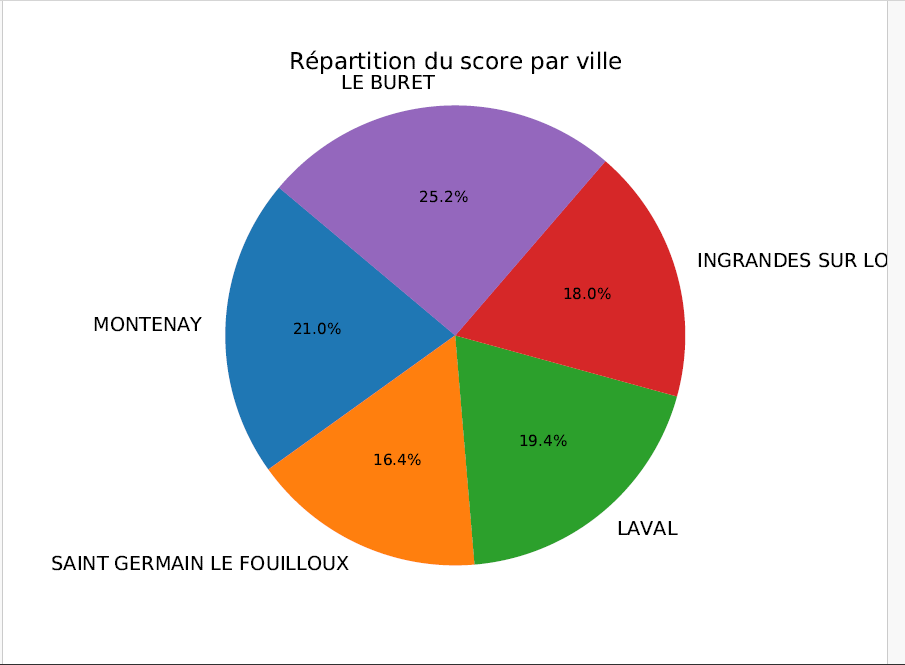 Répartition du score par ville
LE BURET
25.2%
INGRANDES SUR LO
18.0%
MONTENAY
21.0%
19.4%
16.4%
LAVAL
SAINT GERMAIN LE FOUILLOUX